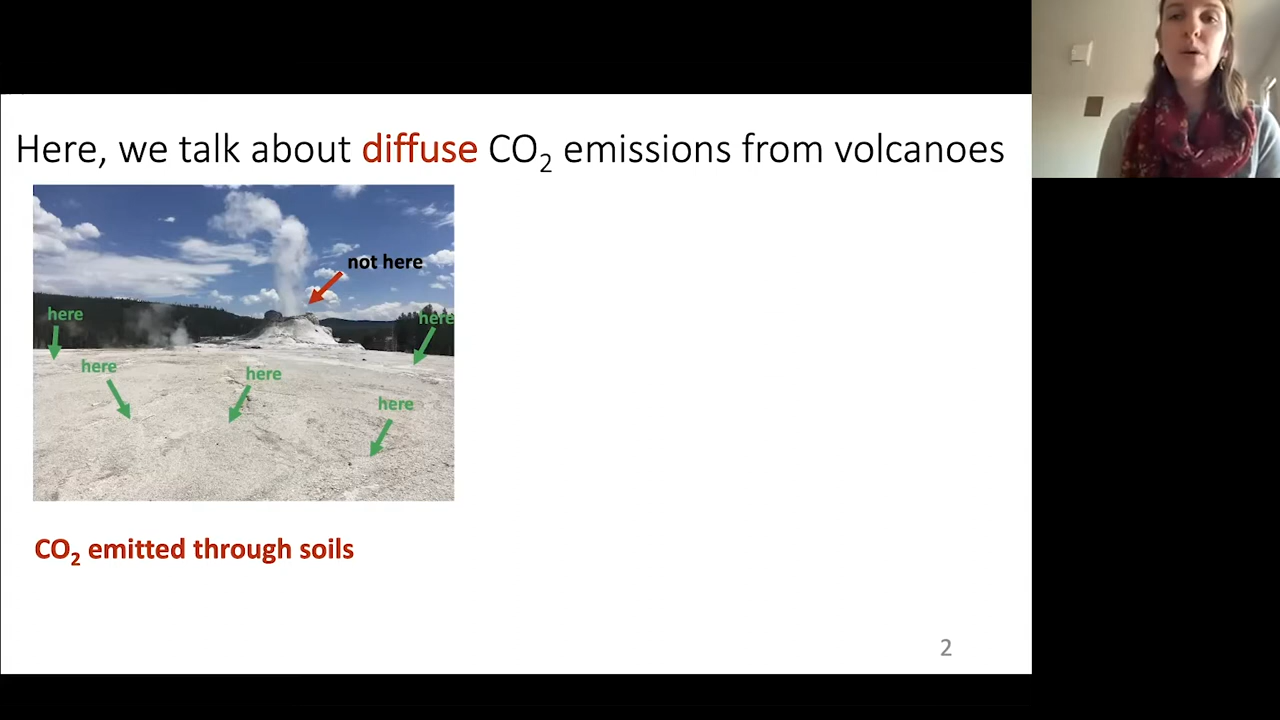 Here, we talk about diffuse CO₂ emissions from volcanoes
not here
here
here
here
here
here
CO₂ emitted through soils
2